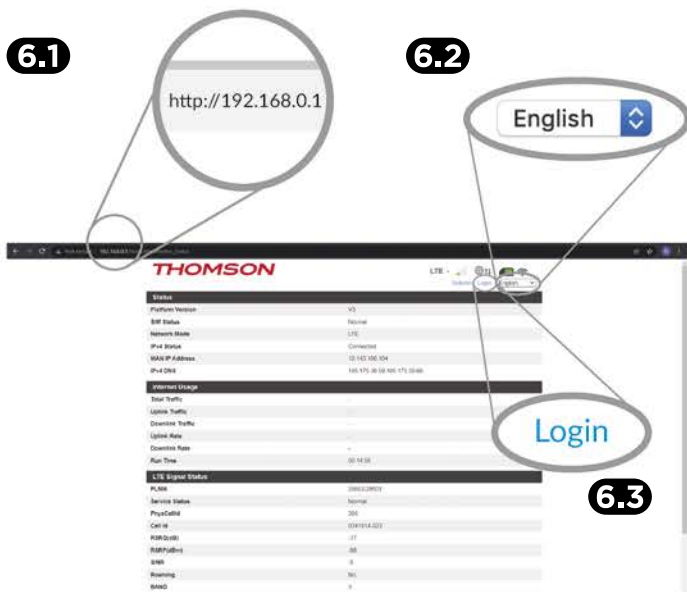 6.1
6.2
http://192.168.0.1
English
THOMSON
LTE
Login English
Status
Platform Version V3
SIM Status Normal
Network Mode LTE
IPv4 Status Connected
WAN IP Address
IPv4 DNS
Internet Usage
Total Traffic -
Uplink Traffic -
Downlink Traffic -
Uplink Rate -
Downlink Rate -
Run Time
Login
LTE Signal Status
6.3
PLMN
Service Status Normal
PhysCellId
Cell Id
RSRQ(dB)
RSRP(dBm)
SINR
Roaming No
BAND